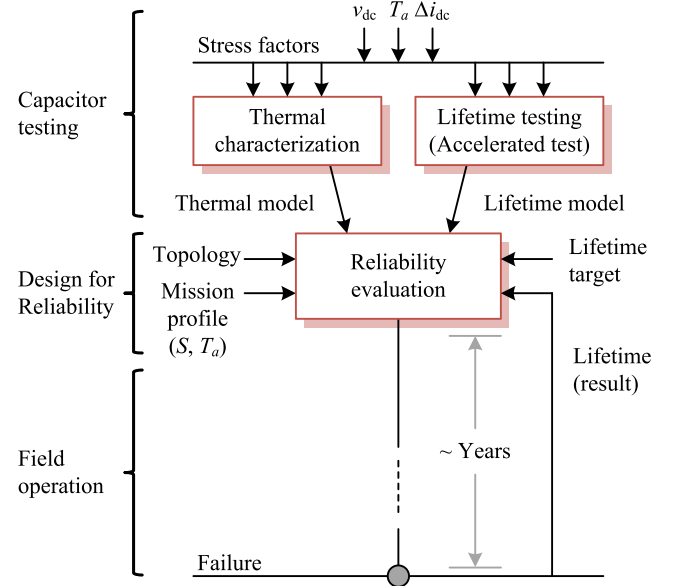 v_dc T_a Δi_dc
Stress factors
Capacitor
testing
Thermal
characterization
Lifetime testing
(Accelerated test)
Thermal model
Lifetime model
Design for
Reliability
Topology
Mission
profile
(S, T_a)
Reliability
evaluation
Lifetime
target
Lifetime
(result)
~ Years
Field
operation
Failure